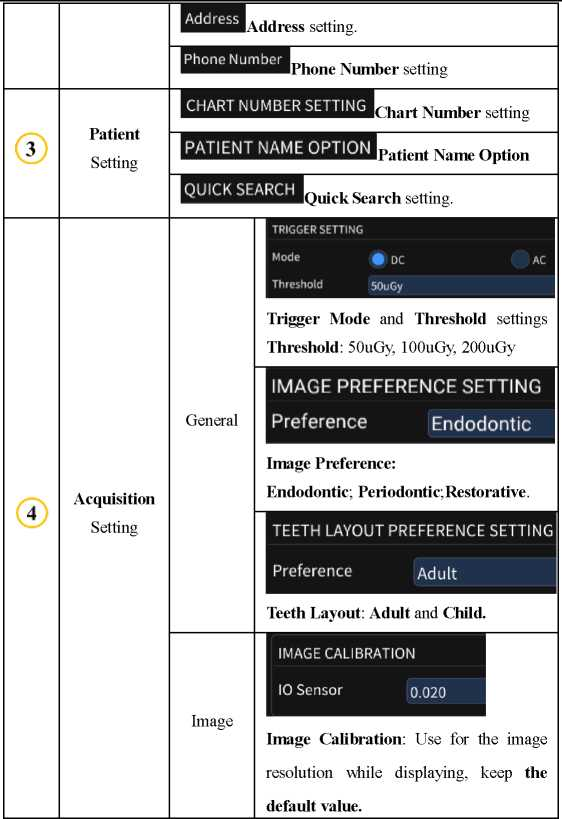 Address Address setting.
Phone Number Phone Number setting
3
Patient
Setting
CHART NUMBER SETTING Chart Number setting
PATIENT NAME OPTION Patient Name Option
QUICK SEARCH Quick Search setting.
4
Acquisition
Setting
General
TRIGGER SETTING
Mode DC AC
Threshold 50uGy
Trigger Mode and Threshold settings
Threshold: 50uGy, 100uGy, 200uGy
IMAGE PREFERENCE SETTING
Preference Endodontic
Image Preference:
Endodontic; Periodontic;Restorative.
TEETH LAYOUT PREFERENCE SETTING
Preference Adult
Teeth Layout: Adult and Child.
Image
IMAGE CALIBRATION
IO Sensor 0.020
Image Calibration: Use for the image
resolution while displaying, keep the
default value.